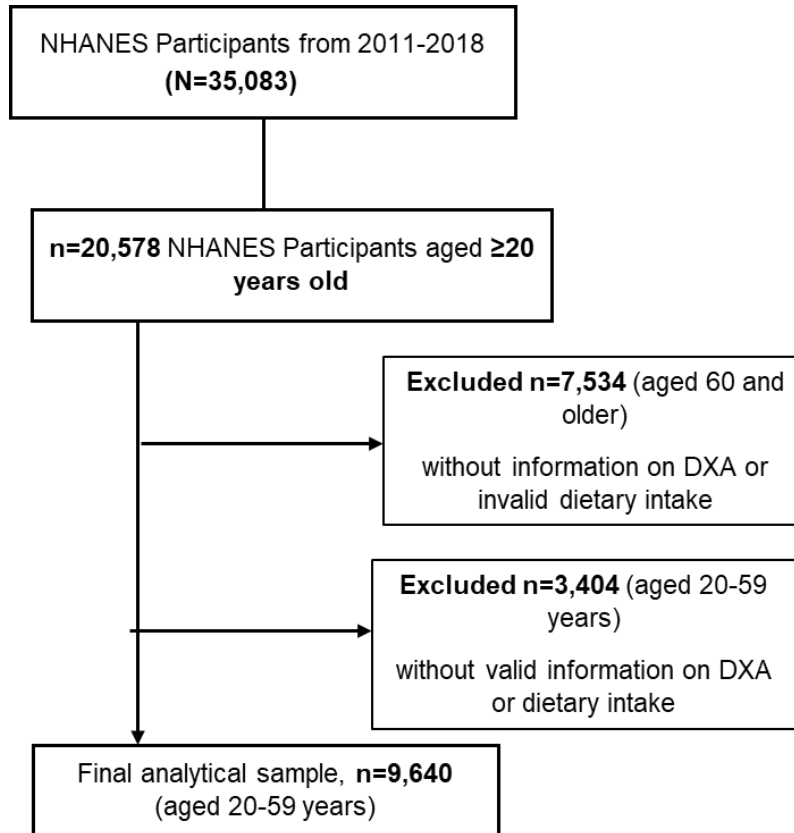 NHANES Participants from 2011-2018
(N=35,083)
n=20,578 NHANES Participants aged ≥20
years old
Excluded n=7,534 (aged 60 and
older)
without information on DXA or
invalid dietary intake
Excluded n=3,404 (aged 20-59
years)
without valid information on DXA
or dietary intake
Final analytical sample, n=9,640
(aged 20-59 years)